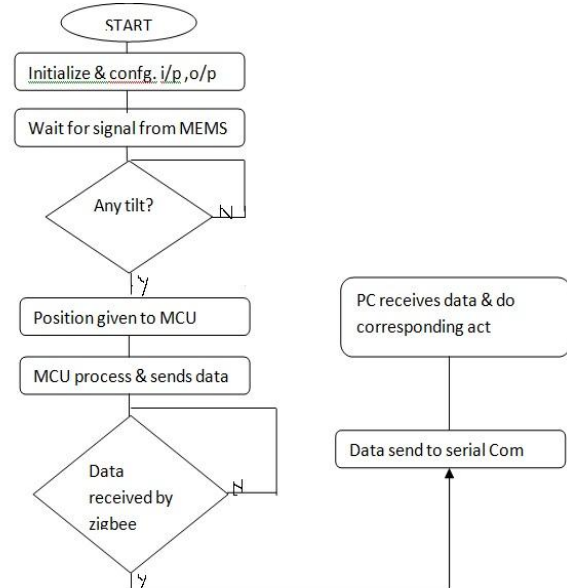 START
Initialize & confg. i/p ,o/p
Wait for signal from MEMS
Any tilt?
N
y
Position given to MCU
MCU process & sends data
Data
received by
zigbee
N
y
PC receives data & do
corresponding act
Data send to serial Com